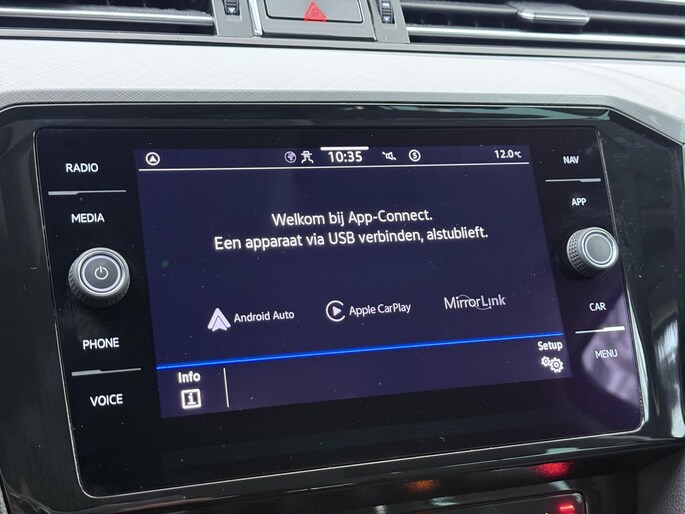 10:35
5
12.0°C
RADIO
MEDIA
PHONE
VOICE
Welkom bij App-Connect.
Een apparaat via USB verbinden, alstublieft.
Android Auto
Apple CarPlay
MirrorLink
Info
i
Setup
NAV
APP
CAR
MENU